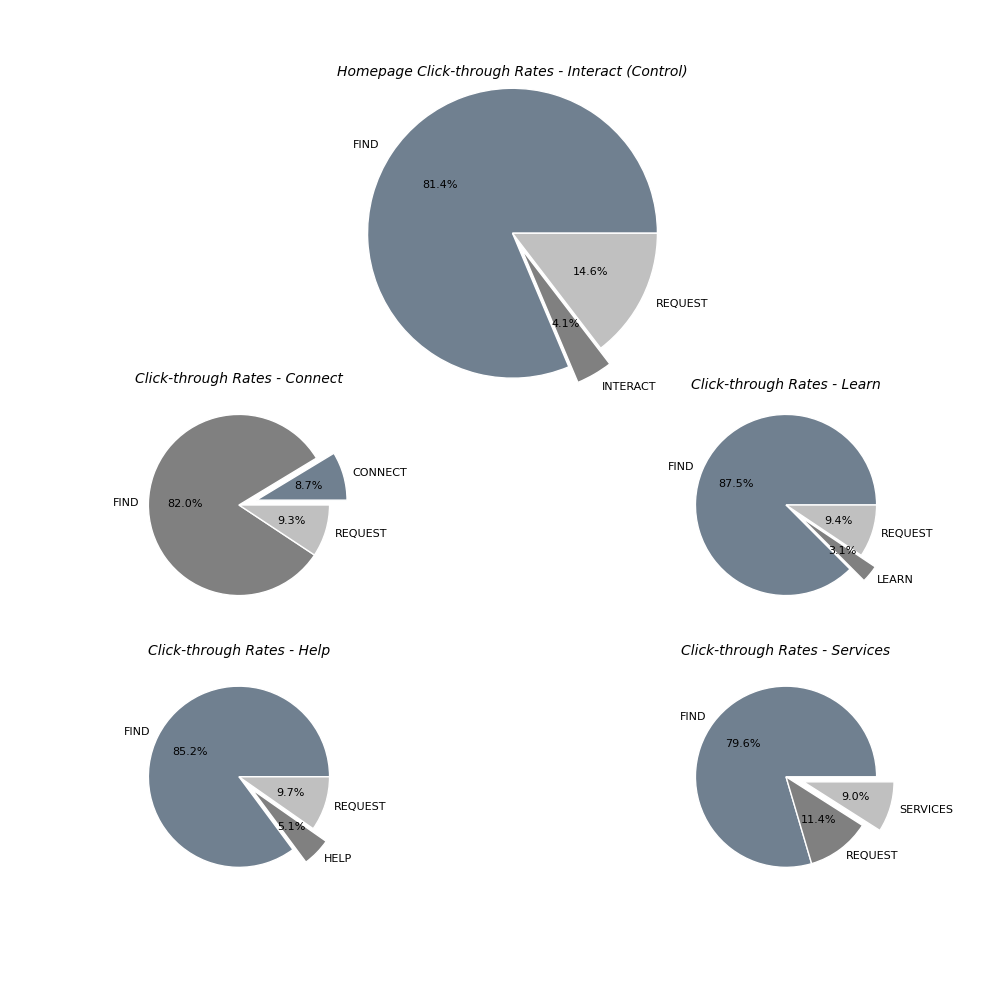 Homepage Click-through Rates - Interact (Control)
FIND
81.4%
14.6%
REQUEST
4.1%
INTERACT
Click-through Rates - Connect
CONNECT
8.7%
FIND
82.0%
9.3%
REQUEST
Click-through Rates - Learn
FIND
87.5%
9.4%
REQUEST
3.1%
LEARN
Click-through Rates - Help
FIND
85.2%
9.7%
REQUEST
5.1%
HELP
Click-through Rates - Services
FIND
79.6%
9.0%
SERVICES
11.4%
REQUEST